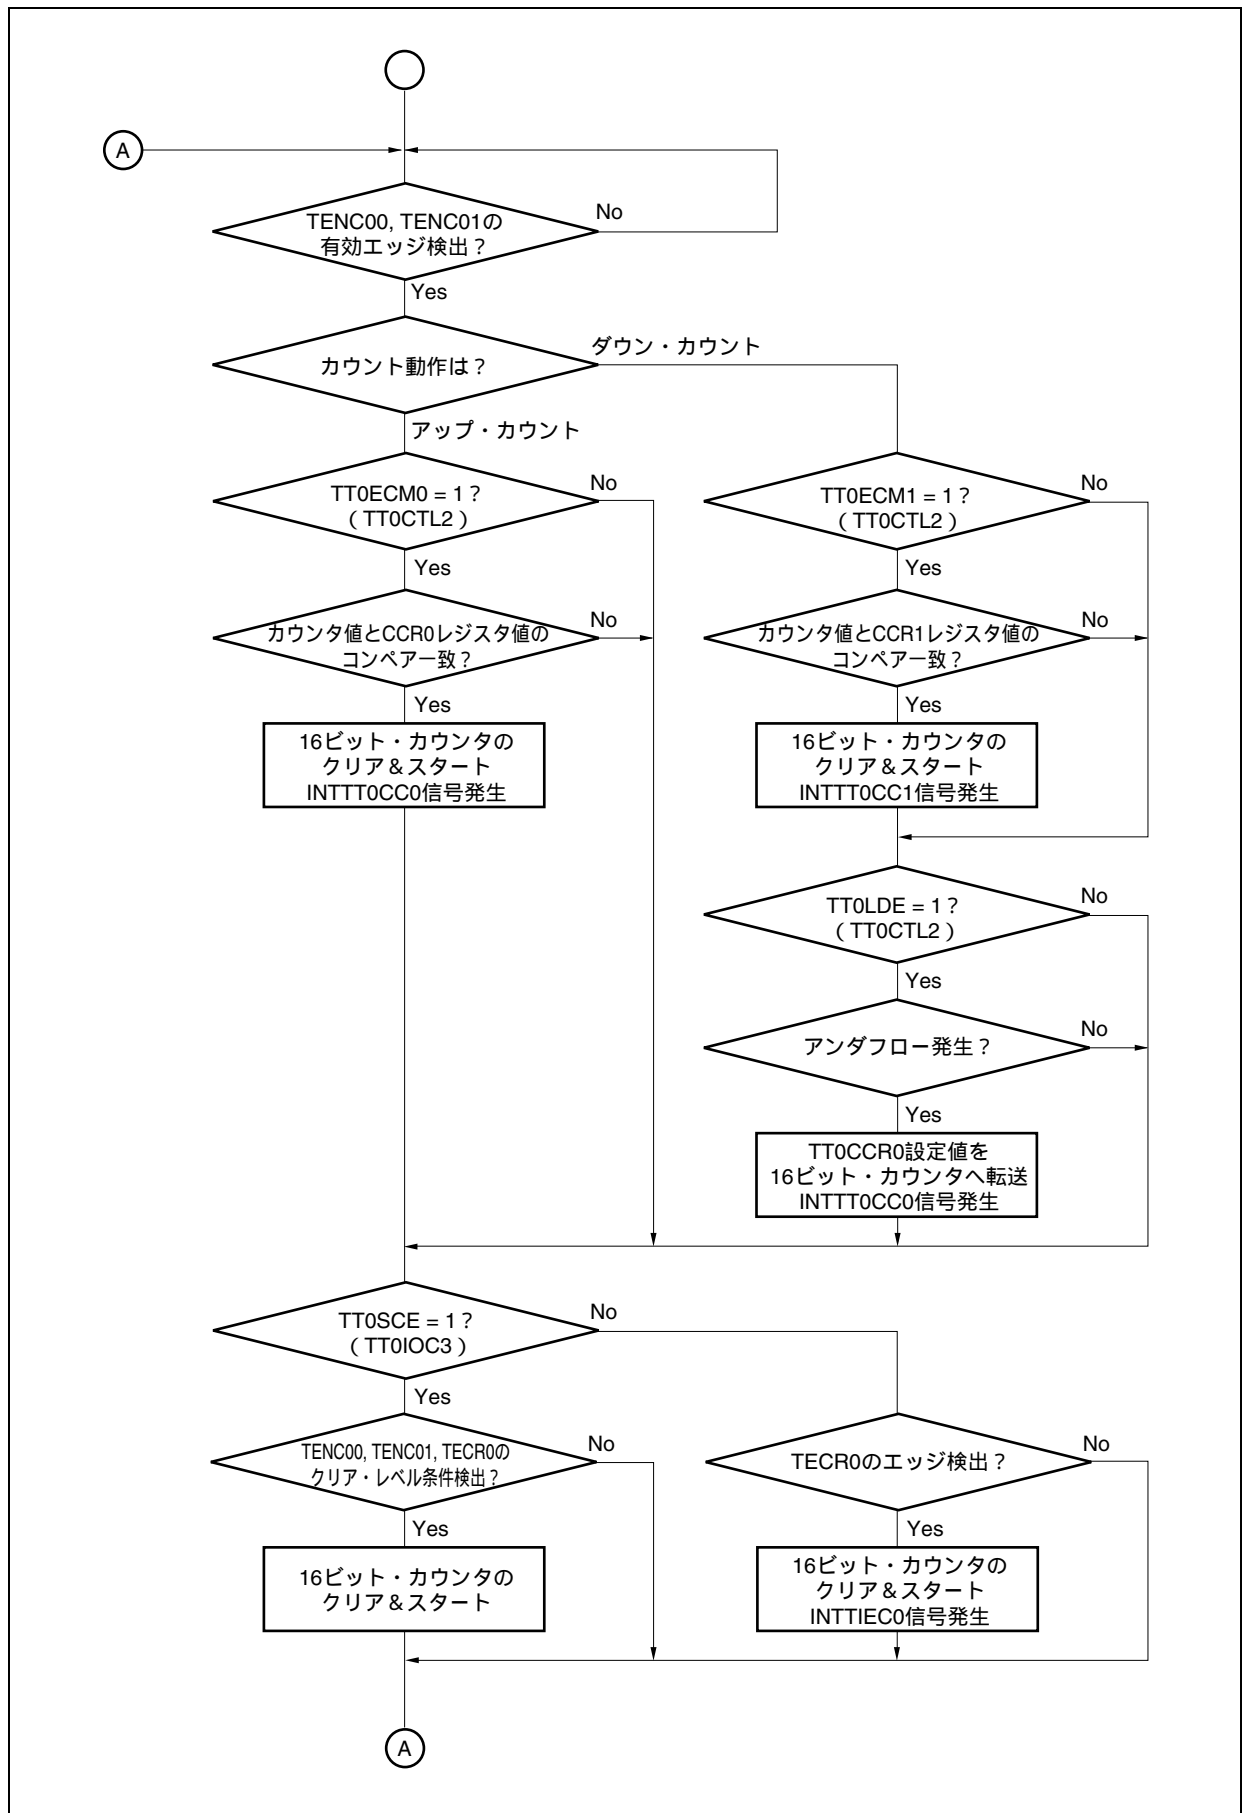 A
TENC00, TENC01の
有効エッジ検出？
No
Yes
カウント動作は？
ダウン・カウント
アップ・カウント
TT0ECM0 = 1？
（TT0CTL2）
No
Yes
カウンタ値とCCR0レジスタ値の
コンペア一致？
No
Yes
16ビット・カウンタの
クリア＆スタート
INTTT0CC0信号発生
TT0ECM1 = 1？
（TT0CTL2）
No
Yes
カウンタ値とCCR1レジスタ値の
コンペア一致？
No
Yes
16ビット・カウンタの
クリア＆スタート
INTTT0CC1信号発生
TT0LDE = 1？
（TT0CTL2）
No
Yes
アンダフロー発生？
No
Yes
TT0CCR0設定値を
16ビット・カウンタへ転送
INTTT0CC0信号発生
TT0SCE = 1？
（TT0IOC3）
No
Yes
TENC00, TENC01, TECR0の
クリア・レベル条件検出？
No
Yes
16ビット・カウンタの
クリア＆スタート
TECR0のエッジ検出？
No
Yes
16ビット・カウンタの
クリア＆スタート
INTTIEC0信号発生
A